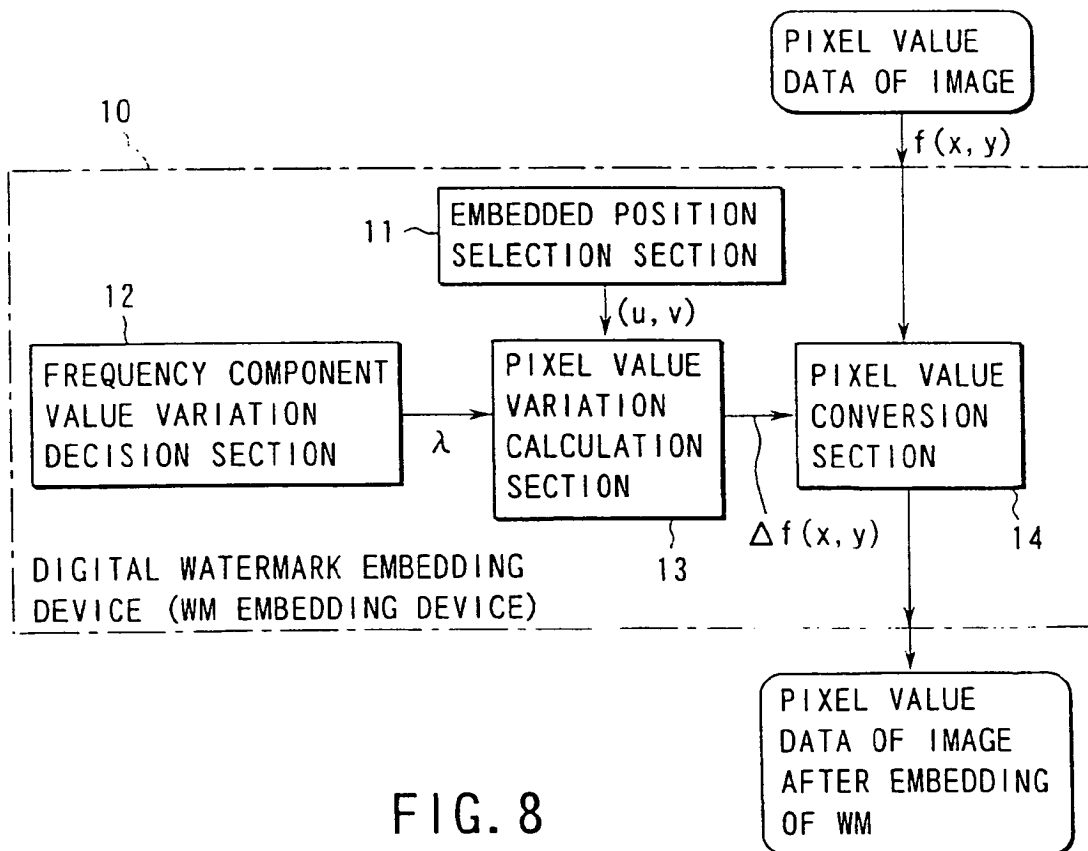 PIXEL VALUE
DATA OF IMAGE
10
f(x, y)
11
EMBEDDED POSITION
SELECTION SECTION
12
(u, v)
FREQUENCY COMPONENT
VALUE VARIATION
DECISION SECTION
λ
PIXEL VALUE
VARIATION
CALCULATION
SECTION
PIXEL VALUE
CONVERSION
SECTION
Δf(x, y)
13
14
DIGITAL WATERMARK EMBEDDING
DEVICE (WM EMBEDDING DEVICE)
PIXEL VALUE
DATA OF IMAGE
AFTER EMBEDDING
OF WM
FIG. 8